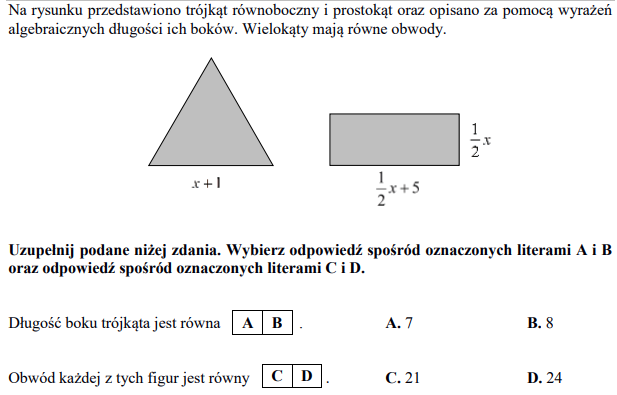 Na rysunku przedstawiono trójkąt równoboczny i prostokąt oraz opisano za pomocą wyrażeń
algebraicznych długości ich boków. Wielokąty mają równe obwody.
1/2 x
x + 1
1/2 x + 5
Uzupełnij podane niżej zdania. Wybierz odpowiedź spośród oznaczonych literami A i B
oraz odpowiedź spośród oznaczonych literami C i D.
Długość boku trójkąta jest równa A B . A. 7 B. 8
Obwód każdej z tych figur jest równy C D . C. 21 D. 24